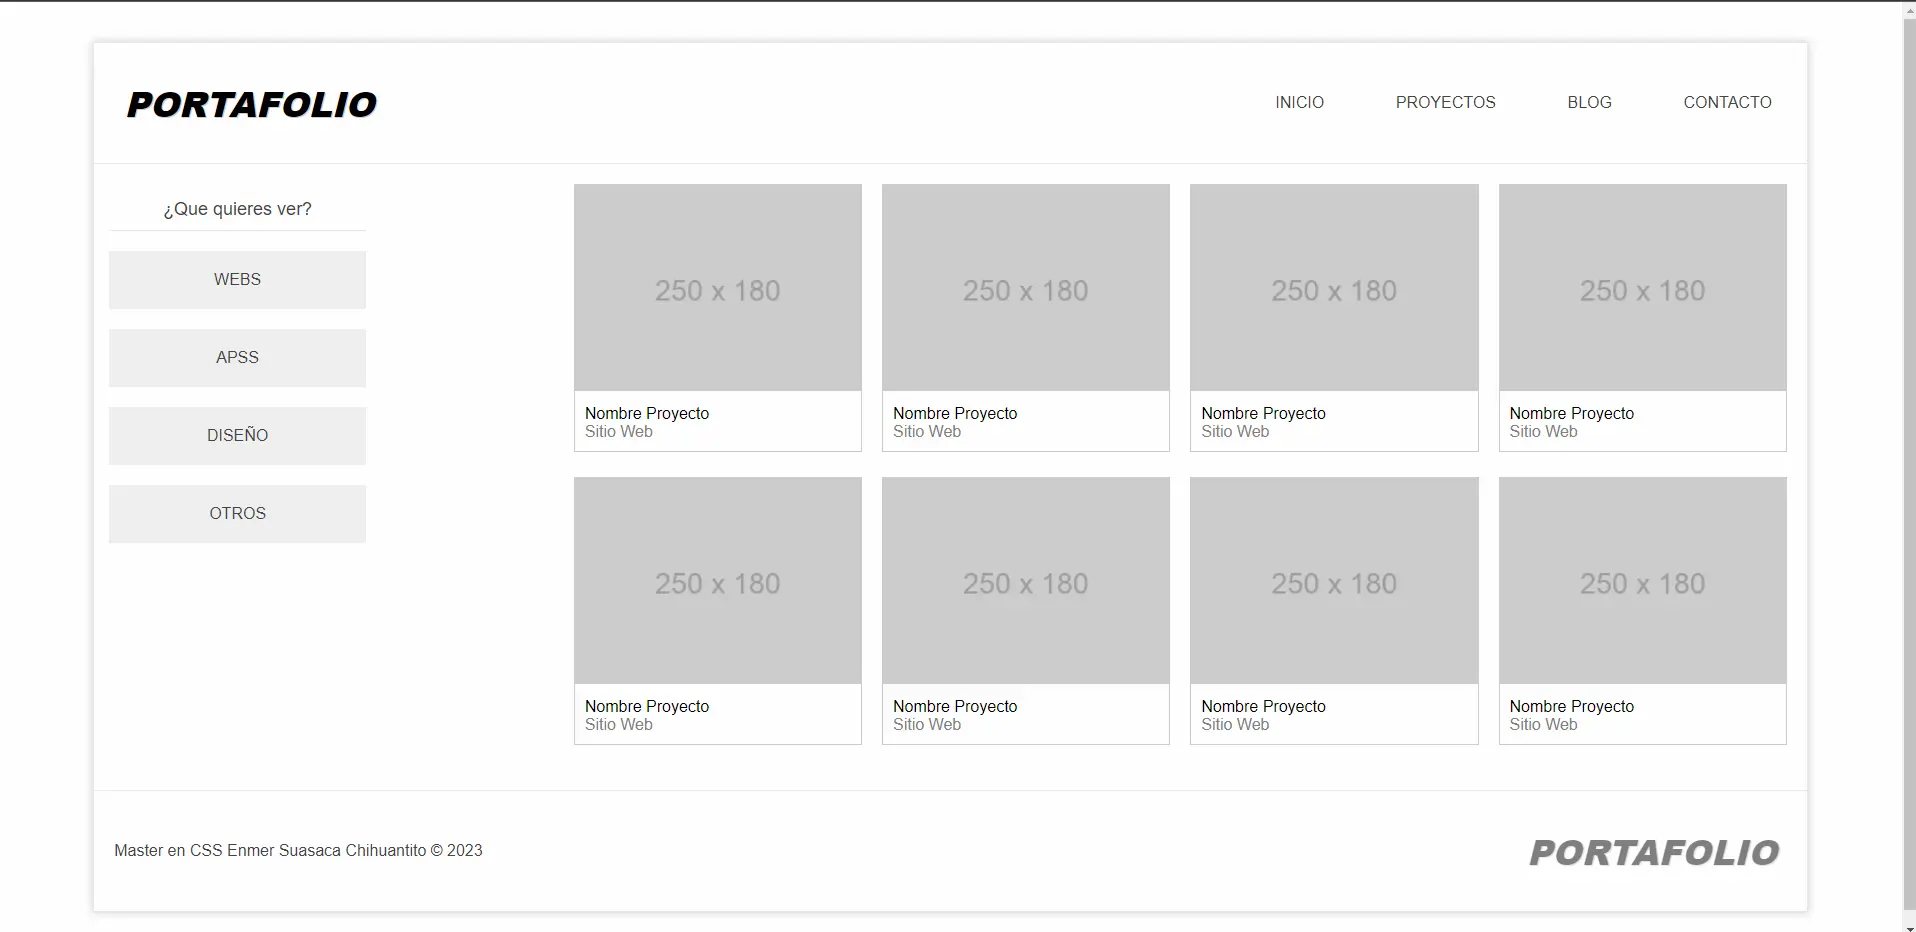 PORTAFOLIO
INICIO PROYECTOS BLOG CONTACTO
¿Que quieres ver?
WEBS
APSS
DISEÑO
OTROS
250 x 180 250 x 180 250 x 180 250 x 180
Nombre Proyecto Nombre Proyecto Nombre Proyecto Nombre Proyecto
Sitio Web Sitio Web Sitio Web Sitio Web
250 x 180 250 x 180 250 x 180 250 x 180
Nombre Proyecto Nombre Proyecto Nombre Proyecto Nombre Proyecto
Sitio Web Sitio Web Sitio Web Sitio Web
Master en CSS Enmer Suasaca Chihuantito © 2023
PORTAFOLIO